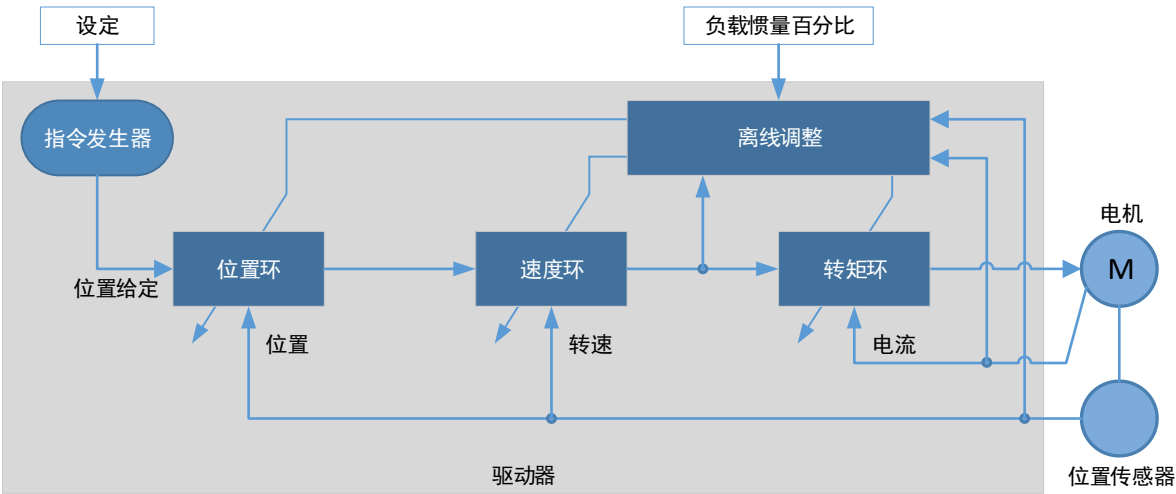 设定
负载惯量百分比
指令发生器
离线调整
电机
位置环
速度环
转矩环
M
位置给定
位置
转速
电流
驱动器
位置传感器